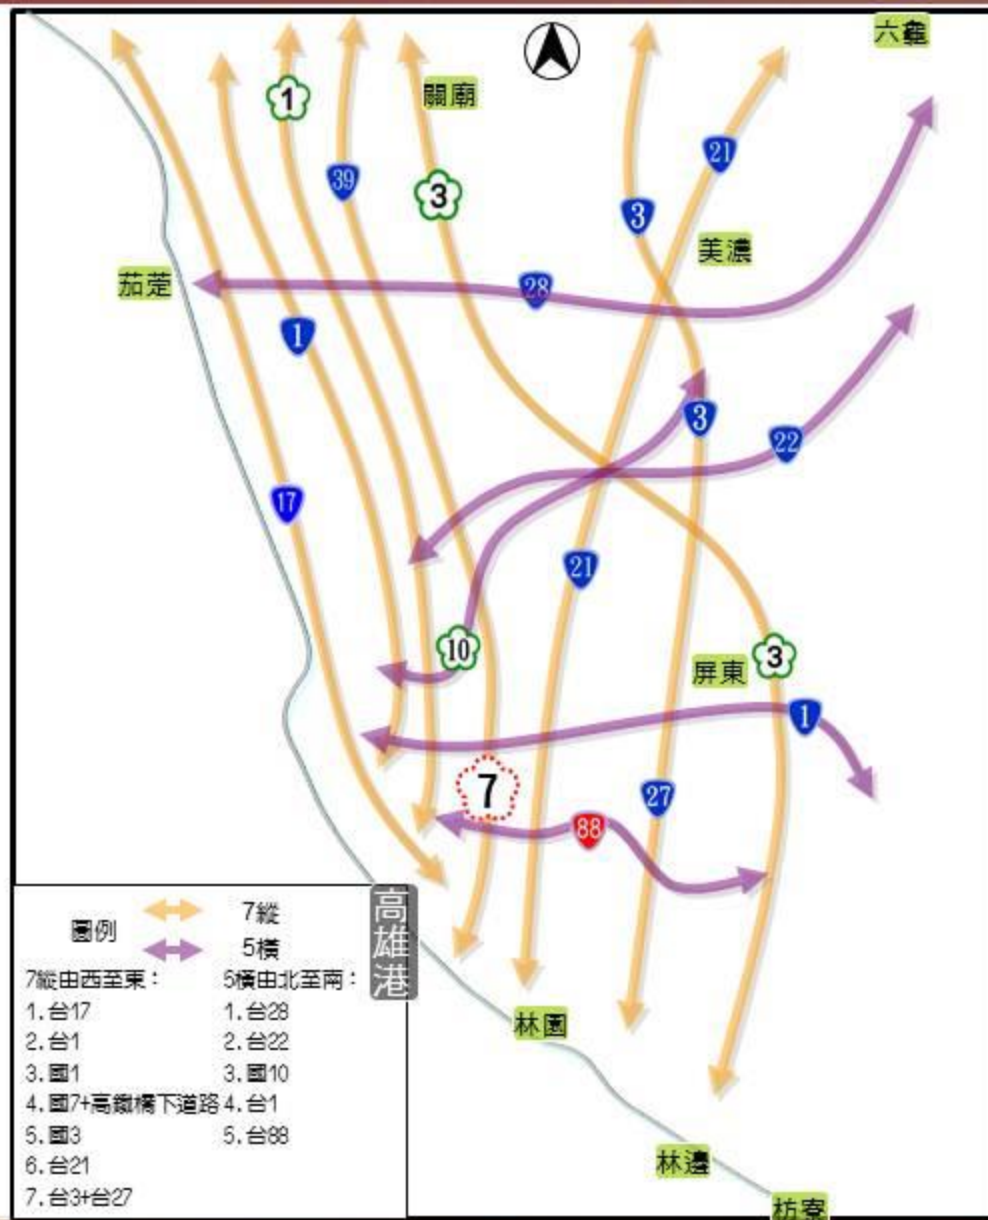 六龜
關廟
1
21
39
3
3
美濃
茄萣
28
1
3
22
17
21
10
屏東
3
1
7
27
88
高雄港
圖例
7縱
5橫
7縱由西至東：
1.台17
2.台1
3.國1
4.國7+高鐵橋下道路
5.國3
6.台21
7.台3+台27
5橫由北至南：
1.台28
2.台22
3.國10
4.台1
5.台88
林園
林邊
枋寮